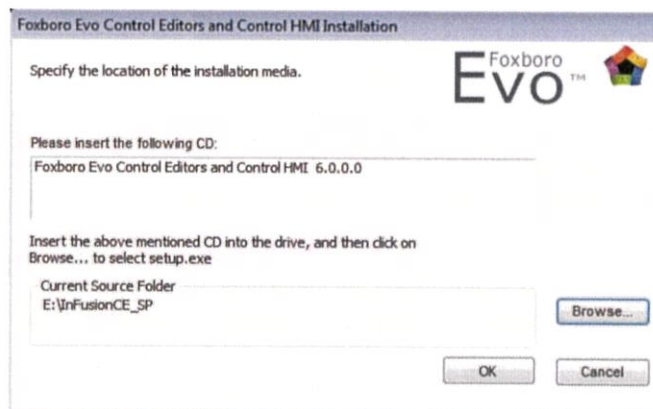 Foxboro Evo Control Editors and Control HMI Installation
Specify the location of the installation media.
Foxboro
Evo™
Please insert the following CD:
Foxboro Evo Control Editors and Control HMI 6.0.0.0
Insert the above mentioned CD into the drive, and then click on
Browse... to select setup.exe
Current Source Folder
E:\InFusionCE_SP
Browse...
OK
Cancel